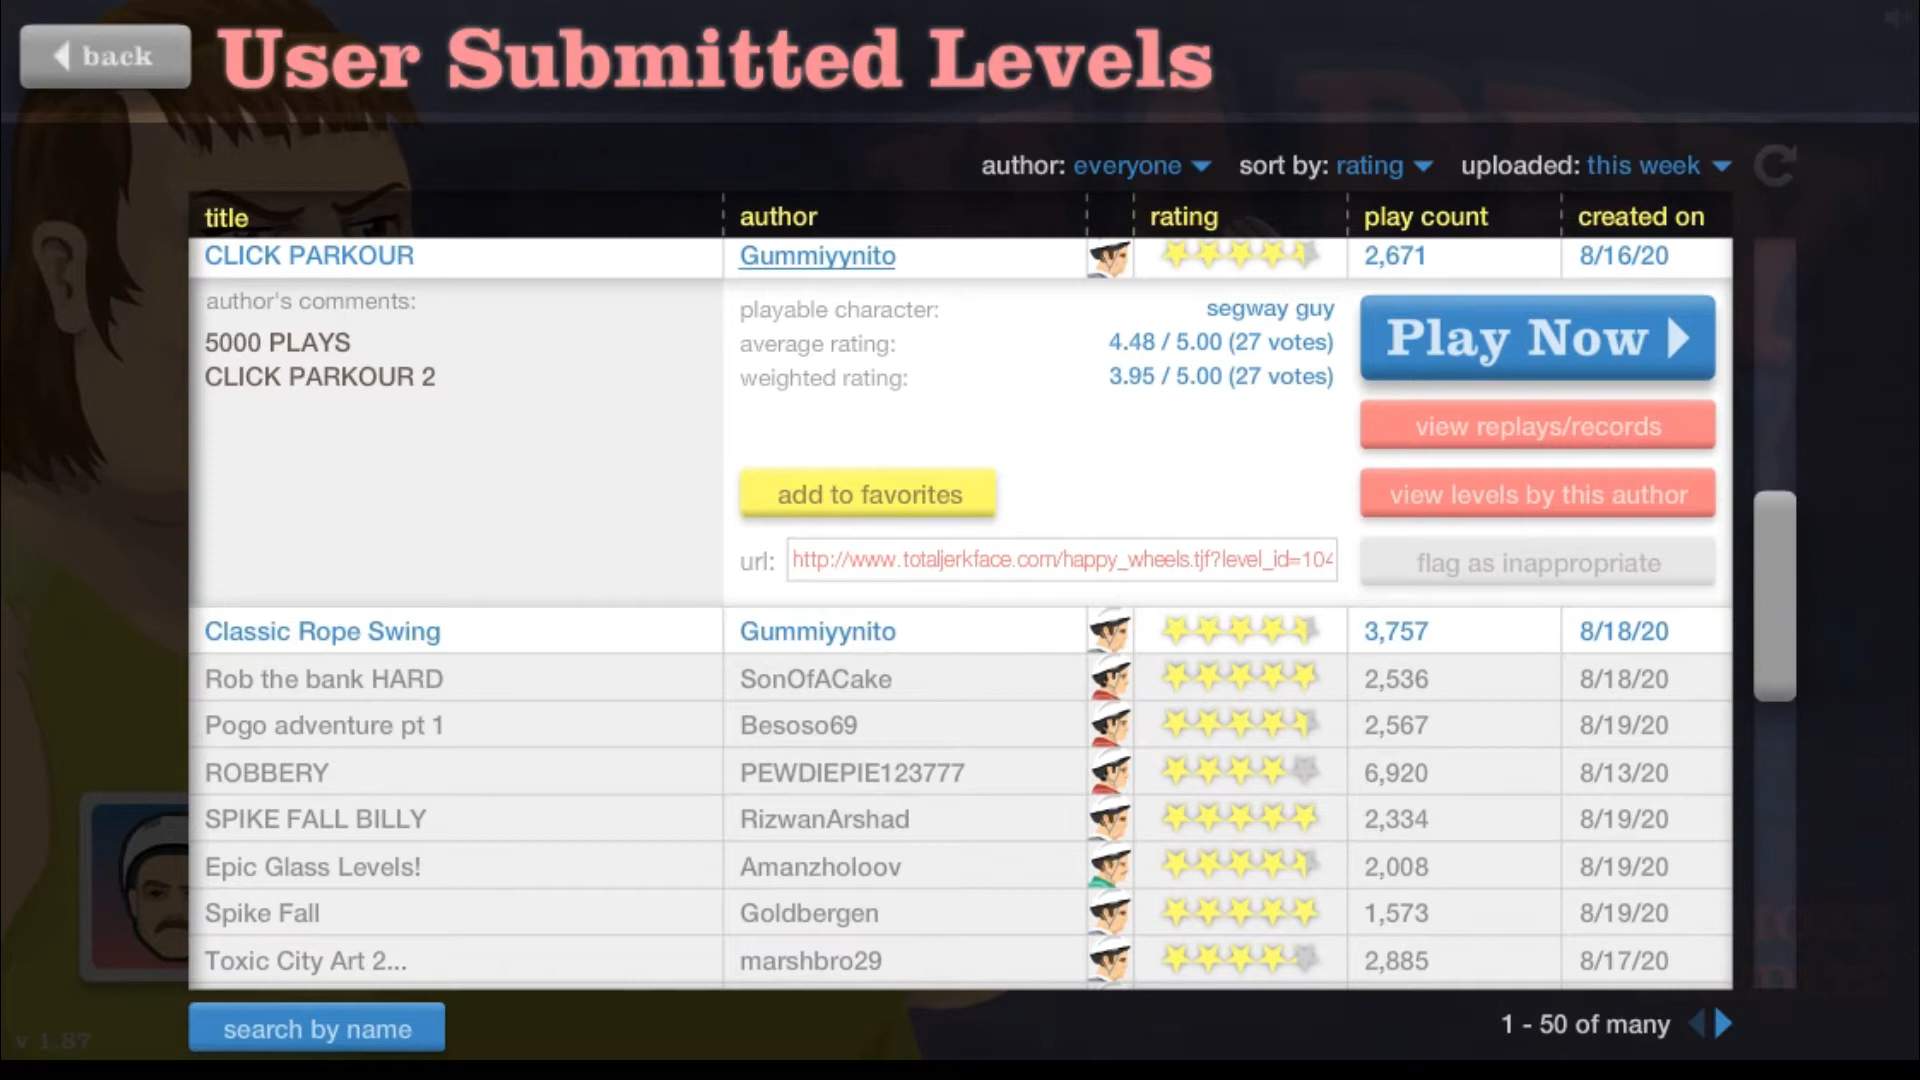 back
User Submitted Levels
author: everyone sort by: rating uploaded: this week
title author rating play count created on
CLICK PARKOUR Gummiyynito 2,671 8/16/20
author's comments:
5000 PLAYS
CLICK PARKOUR 2
playable character: segway guy
average rating: 4.48 / 5.00 (27 votes)
weighted rating: 3.95 / 5.00 (27 votes)
Play Now
view replays/records
add to favorites
view levels by this author
url: http://www.totaljerkface.com/happy_wheels.tjf?level_id=104
flag as inappropriate
Classic Rope Swing Gummiyynito 3,757 8/18/20
Rob the bank HARD SonOfACake 2,536 8/18/20
Pogo adventure pt 1 Besoso69 2,567 8/19/20
ROBBERY PEWDIEPIE123777 6,920 8/13/20
SPIKE FALL BILLY RizwanArshad 2,334 8/19/20
Epic Glass Levels! Amanzholoov 2,008 8/19/20
Spike Fall Goldbergen 1,573 8/19/20
Toxic City Art 2... marshbro29 2,885 8/17/20
search by name
1 - 50 of many
v 1.87